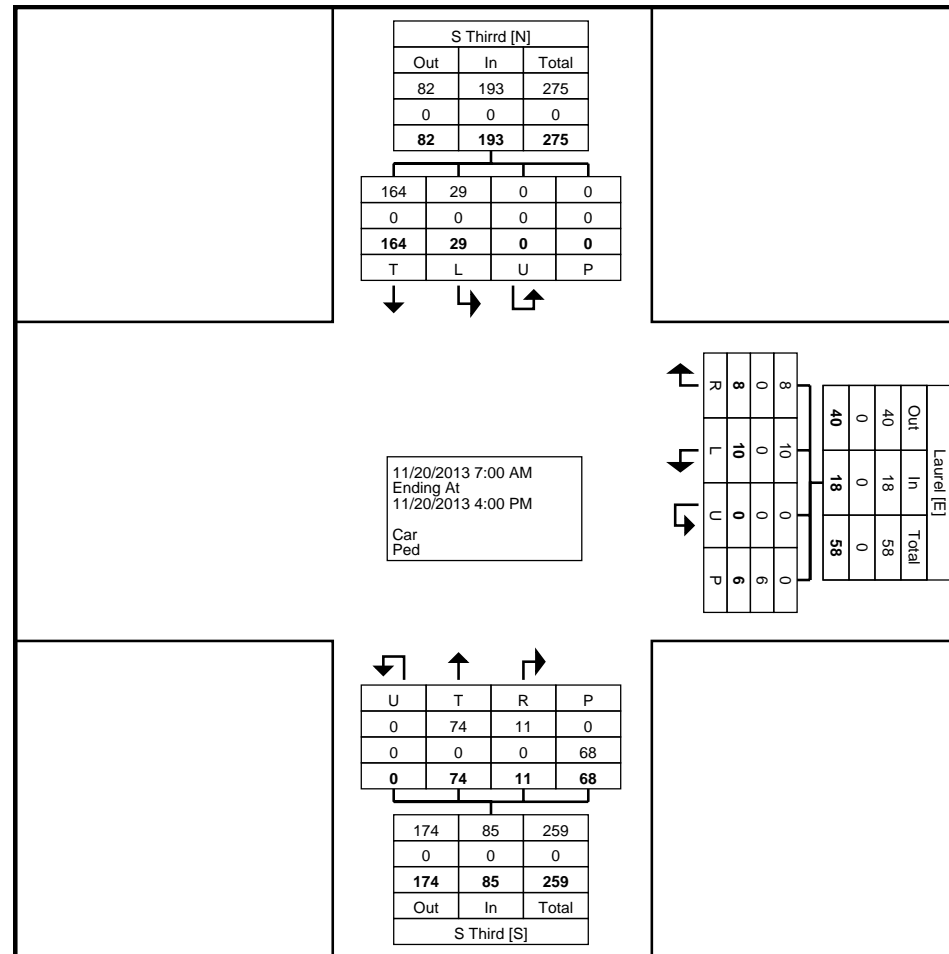 S Thirrd [N]
Out In Total
82 193 275
0 0 0
82 193 275
164 29 0 0
0 0 0 0
164 29 0 0
T L U P
Laurel [E]
Out In Total
40 18 58
0 0 0
40 18 58
8 10 0 0
0 0 0 6
8 10 0 6
R L U P
11/20/2013 7:00 AM
Ending At
11/20/2013 4:00 PM
Car
Ped
U T R P
0 74 11 0
0 0 0 68
0 74 11 68
174 85 259
0 0 0
174 85 259
Out In Total
S Third [S]